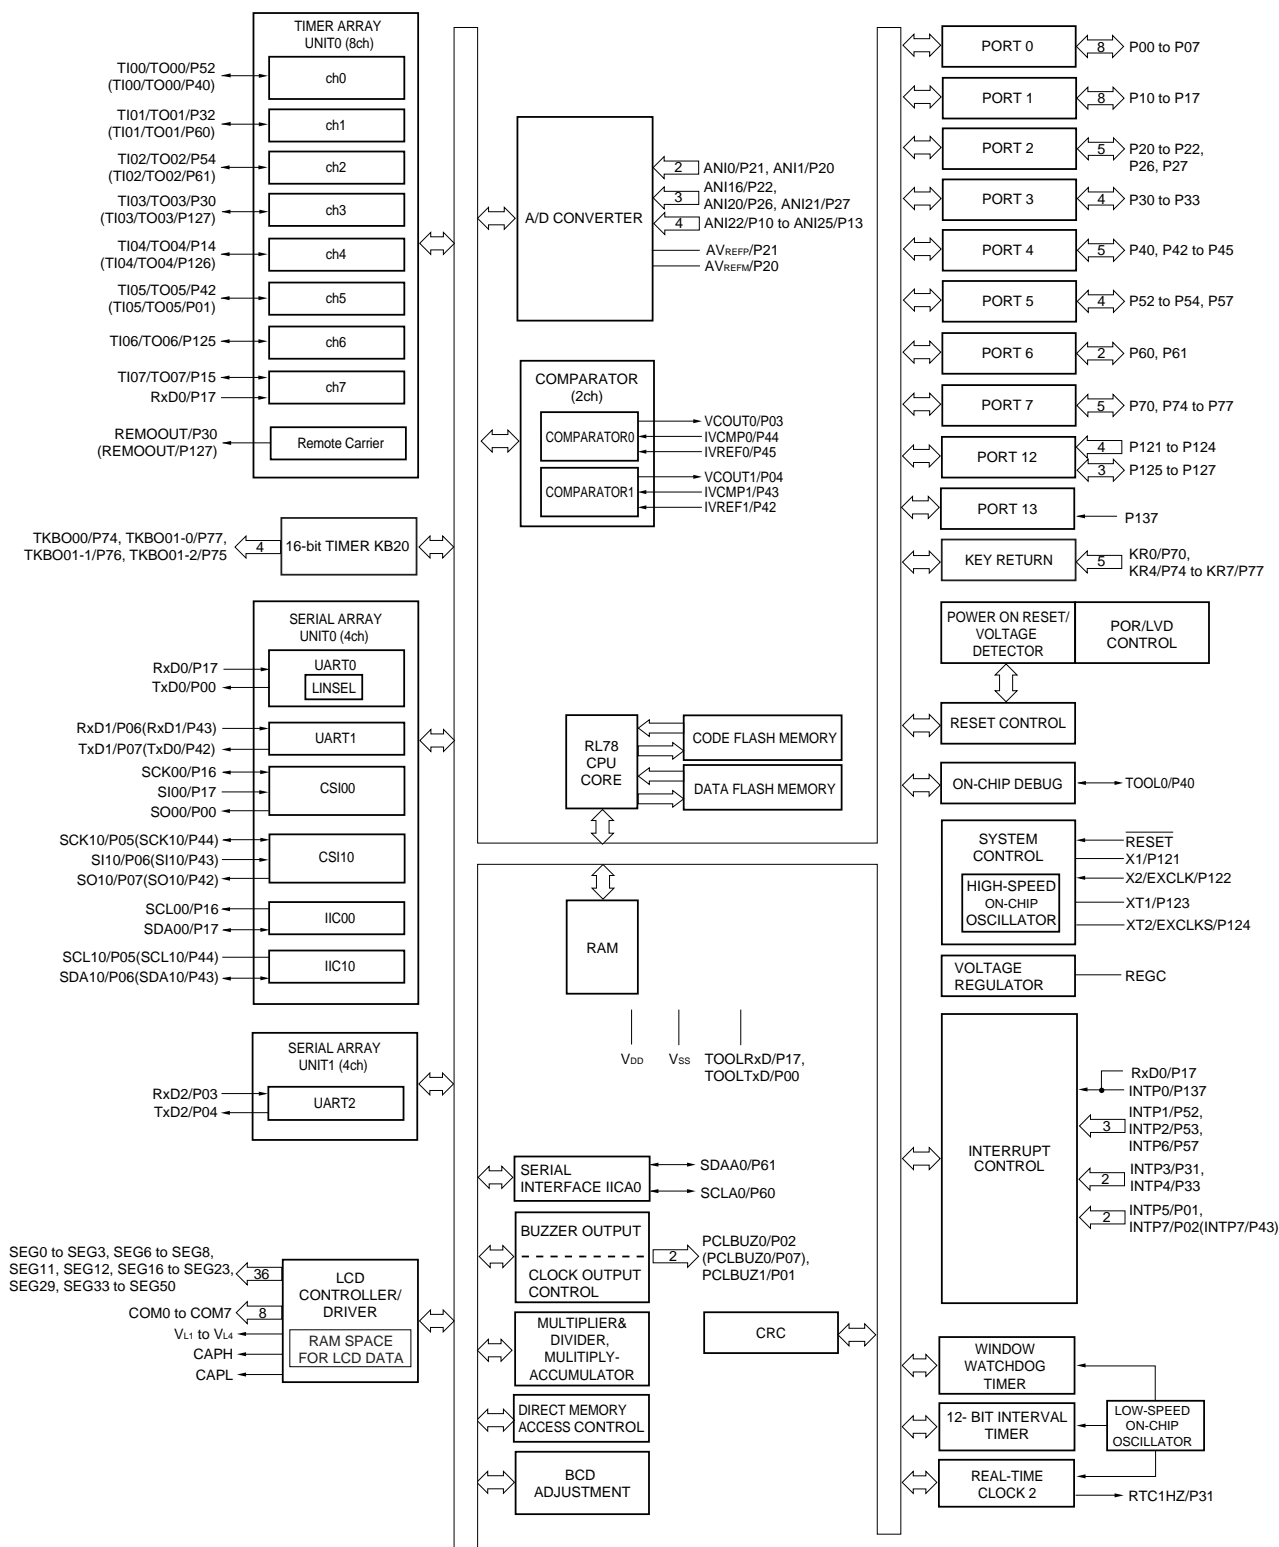 TIMER ARRAY
UNIT0 (8ch)
TI00/TO00/P52
(TI00/TO00/P40)
ch0
TI01/TO01/P32
(TI01/TO01/P60)
ch1
TI02/TO02/P54
(TI02/TO02/P61)
ch2
TI03/TO03/P30
(TI03/TO03/P127)
ch3
TI04/TO04/P14
(TI04/TO04/P126)
ch4
TI05/TO05/P42
(TI05/TO05/P01)
ch5
TI06/TO06/P125
ch6
TI07/TO07/P15
RxD0/P17
ch7
REMOOUT/P30
(REMOOUT/P127)
Remote Carrier
TKBO00/P74, TKBO01-0/P77,
TKBO01-1/P76, TKBO01-2/P75
4
16-bit TIMER KB20
SERIAL ARRAY
UNIT0 (4ch)
RxD0/P17
TxD0/P00
UART0
LINSEL
RxD1/P06(RxD1/P43)
TxD1/P07(TxD0/P42)
UART1
SCK00/P16
SI00/P17
SO00/P00
CSI00
SCK10/P05(SCK10/P44)
SI10/P06(SI10/P43)
SO10/P07(SO10/P42)
CSI10
SCL00/P16
SDA00/P17
IIC00
SCL10/P05(SCL10/P44)
SDA10/P06(SDA10/P43)
IIC10
SERIAL ARRAY
UNIT1 (4ch)
RxD2/P03
TxD2/P04
UART2
SEG0 to SEG3, SEG6 to SEG8,
SEG11, SEG12, SEG16 to SEG23,
SEG29, SEG33 to SEG50
36
COM0 to COM7
8
VL1 to VL4
CAPH
CAPL
LCD
CONTROLLER/
DRIVER
RAM SPACE
FOR LCD DATA
A/D CONVERTER
2
ANI0/P21, ANI1/P20
3
ANI16/P22,
ANI20/P26, ANI21/P27
4
ANI22/P10 to ANI25/P13
AVREFP/P21
AVREFM/P20
COMPARATOR
(2ch)
COMPARATOR0
VCOUT0/P03
IVCMP0/P44
IVREF0/P45
COMPARATOR1
VCOUT1/P04
IVCMP1/P43
IVREF1/P42
RL78
CPU
CORE
CODE FLASH MEMORY
DATA FLASH MEMORY
RAM
VDD
VSS
TOOLRxD/P17,
TOOLTxD/P00
SERIAL
INTERFACE IICA0
SDAA0/P61
SCLA0/P60
BUZZER OUTPUT
CLOCK OUTPUT
CONTROL
2
PCLBUZ0/P02
(PCLBUZ0/P07),
PCLBUZ1/P01
MULTIPLIER&
DIVIDER,
MULITIPLY-
ACCUMULATOR
DIRECT MEMORY
ACCESS CONTROL
BCD
ADJUSTMENT
CRC
PORT 0
8
P00 to P07
PORT 1
8
P10 to P17
PORT 2
5
P20 to P22,
P26, P27
PORT 3
4
P30 to P33
PORT 4
5
P40, P42 to P45
PORT 5
4
P52 to P54, P57
PORT 6
2
P60, P61
PORT 7
5
P70, P74 to P77
PORT 12
4
P121 to P124
3
P125 to P127
PORT 13
P137
KEY RETURN
5
KR0/P70,
KR4/P74 to KR7/P77
POWER ON RESET/
VOLTAGE
DETECTOR
POR/LVD
CONTROL
RESET CONTROL
ON-CHIP DEBUG
TOOL0/P40
SYSTEM
CONTROL
HIGH-SPEED
ON-CHIP
OSCILLATOR
RESET
X1/P121
X2/EXCLK/P122
XT1/P123
XT2/EXCLKS/P124
VOLTAGE
REGULATOR
REGC
INTERRUPT
CONTROL
RxD0/P17
INTP0/P137
3
INTP1/P52,
INTP2/P53,
INTP6/P57
2
INTP3/P31,
INTP4/P33
2
INTP5/P01,
INTP7/P02(INTP7/P43)
WINDOW
WATCHDOG
TIMER
12- BIT INTERVAL
TIMER
LOW-SPEED
ON-CHIP
OSCILLATOR
REAL-TIME
CLOCK 2
RTC1HZ/P31